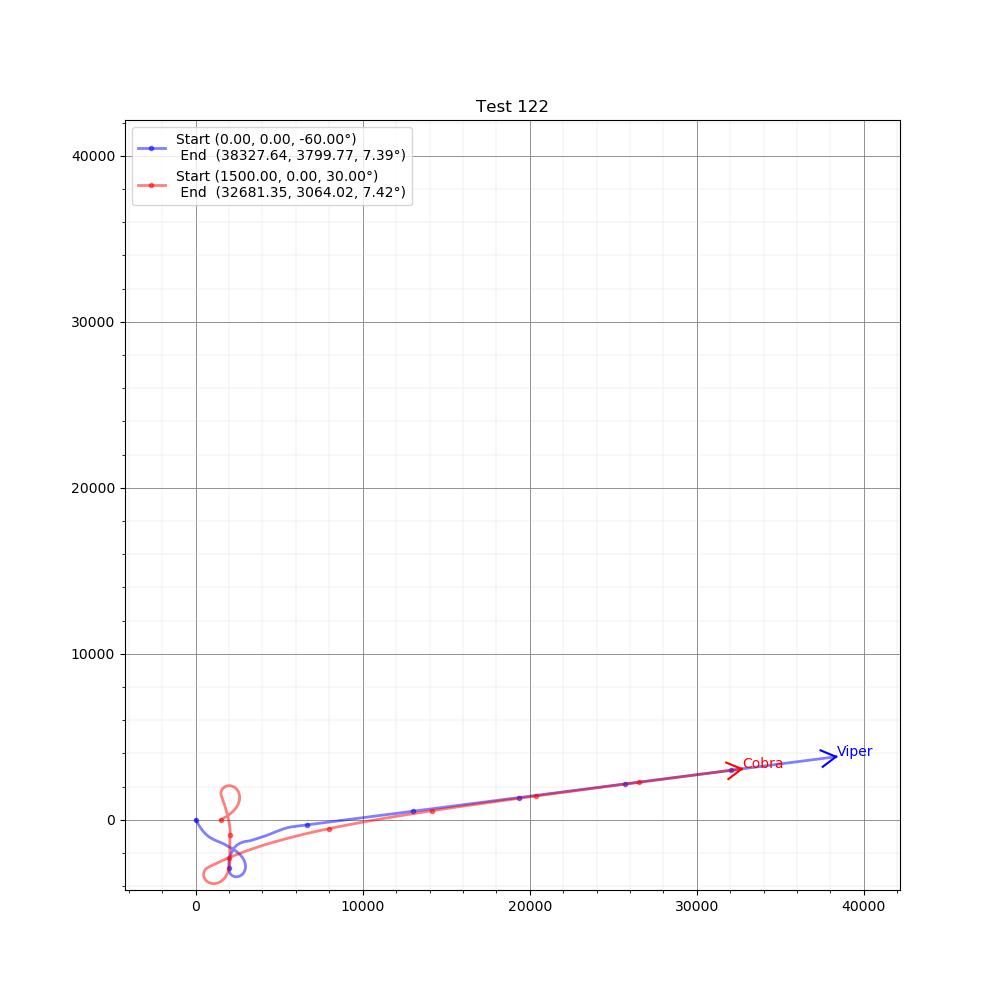 Test 122
Start (0.00, 0.00, -60.00°)
End (38327.64, 3799.77, 7.39°)
Start (1500.00, 0.00, 30.00°)
End (32681.35, 3064.02, 7.42°)
40000
30000
20000
10000
0
Viper
Cobra
0 10000 20000 30000 40000